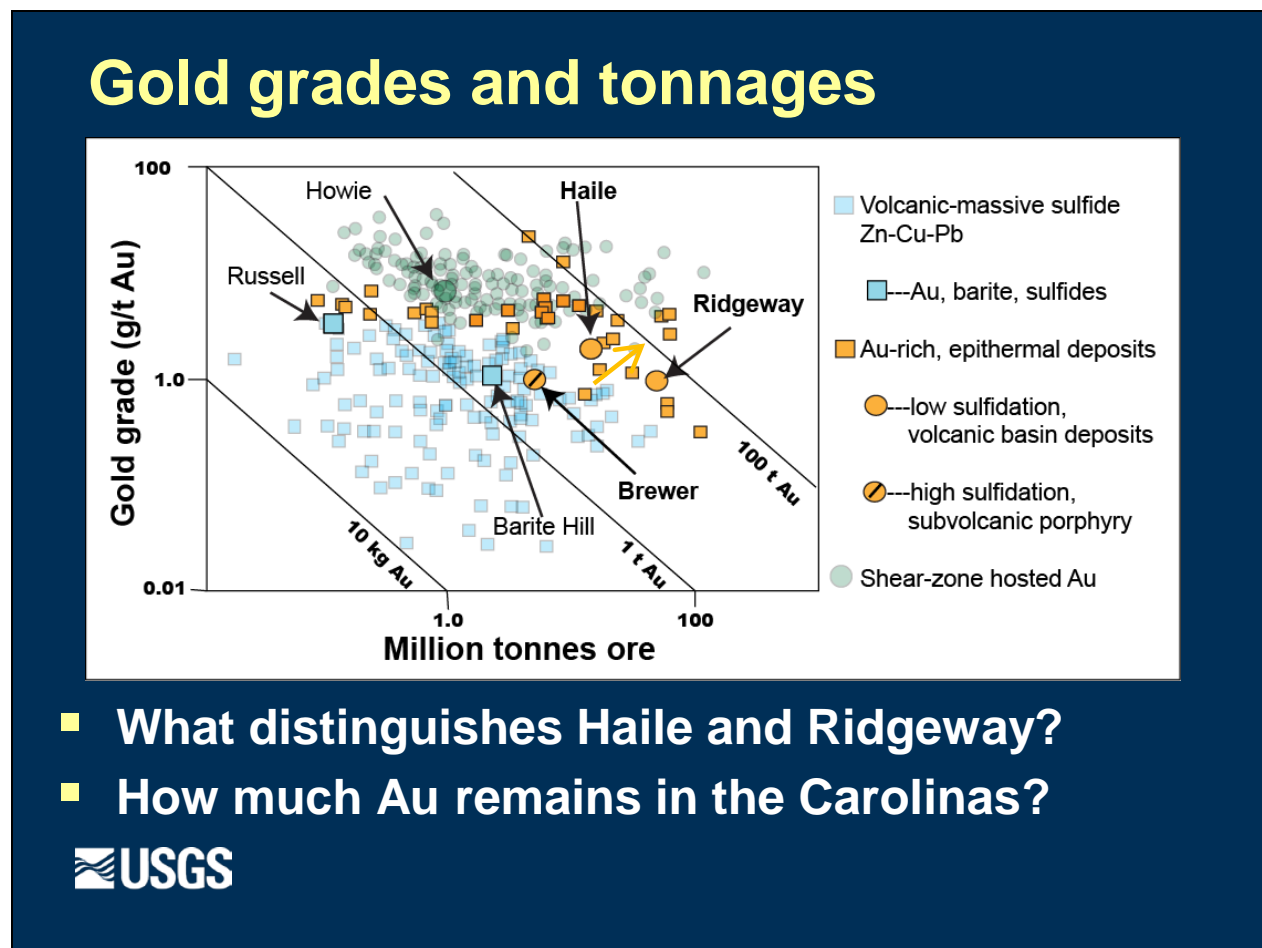 Gold grades and tonnages
100
Howie
Haile
Volcanic-massive sulfide
Zn-Cu-Pb
Russell
---Au, barite, sulfides
Ridgeway
Au-rich, epithermal deposits
Gold grade (g/t Au)
1.0
---low sulfidation,
volcanic basin deposits
100 t Au
Brewer
---high sulfidation,
subvolcanic porphyry
Barite Hill
10 kg Au
1 t Au
Shear-zone hosted Au
0.01
1.0
100
Million tonnes ore
What distinguishes Haile and Ridgeway?
How much Au remains in the Carolinas?
USGS